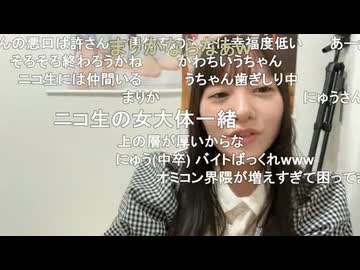 んの悪口は許さん
まりかならなぁw
幸福度低い
あー
そろそろ終わろうかね
かわちいうちゃん
ニコ生には仲間いる
うちゃん歯ぎしり中
まりか
にゅうさん
ニコ生の女大体一緒
上の層が厚いからな
にゅう(中卒) バイトばっくれwww
オミコン界隈が増えすぎて困ってま